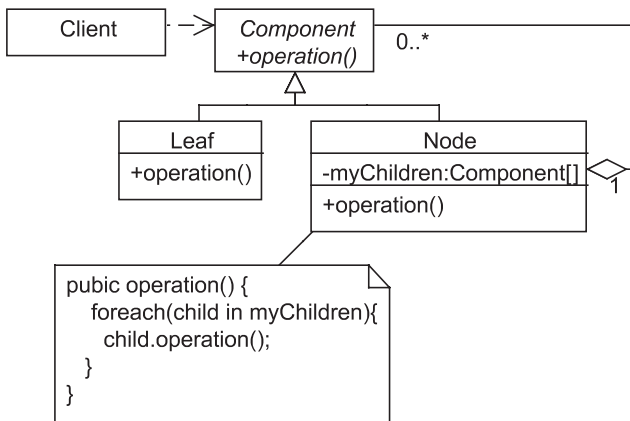 Client
Component
+operation()
0..*
Leaf
+operation()
Node
-myChildren:Component[]
1
+operation()
pubic operation() {
foreach(child in myChildren){
child.operation();
}
}